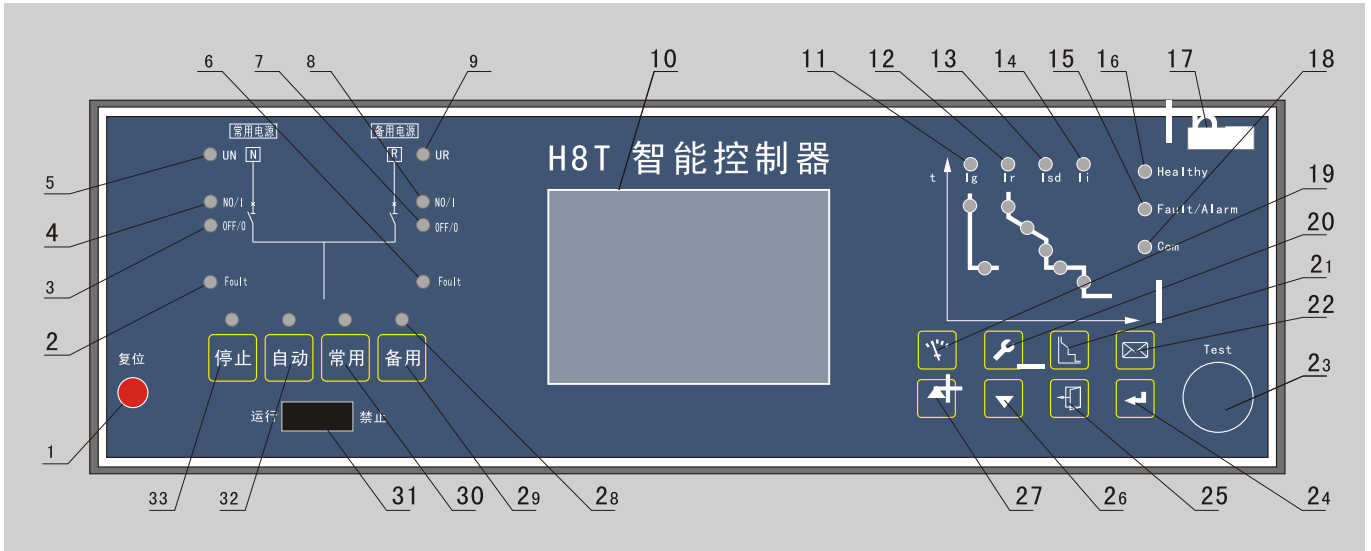 6 7 8 9 10 11 12 13 14 15 16 17 18
常用电源 备用电源
5 UN N R UR
H8T 智能控制器
t Ig Ir Isd Ii
Healthy
4 NO/I NO/I
Fault/Alarm
19
3 OFF/O OFF/O
20
Com
2 Foult Foult
21
22
复位
停止 自动 常用 备用
Test
23
运行 禁止
1
33 32 31 30 29 28 27 26 25 24